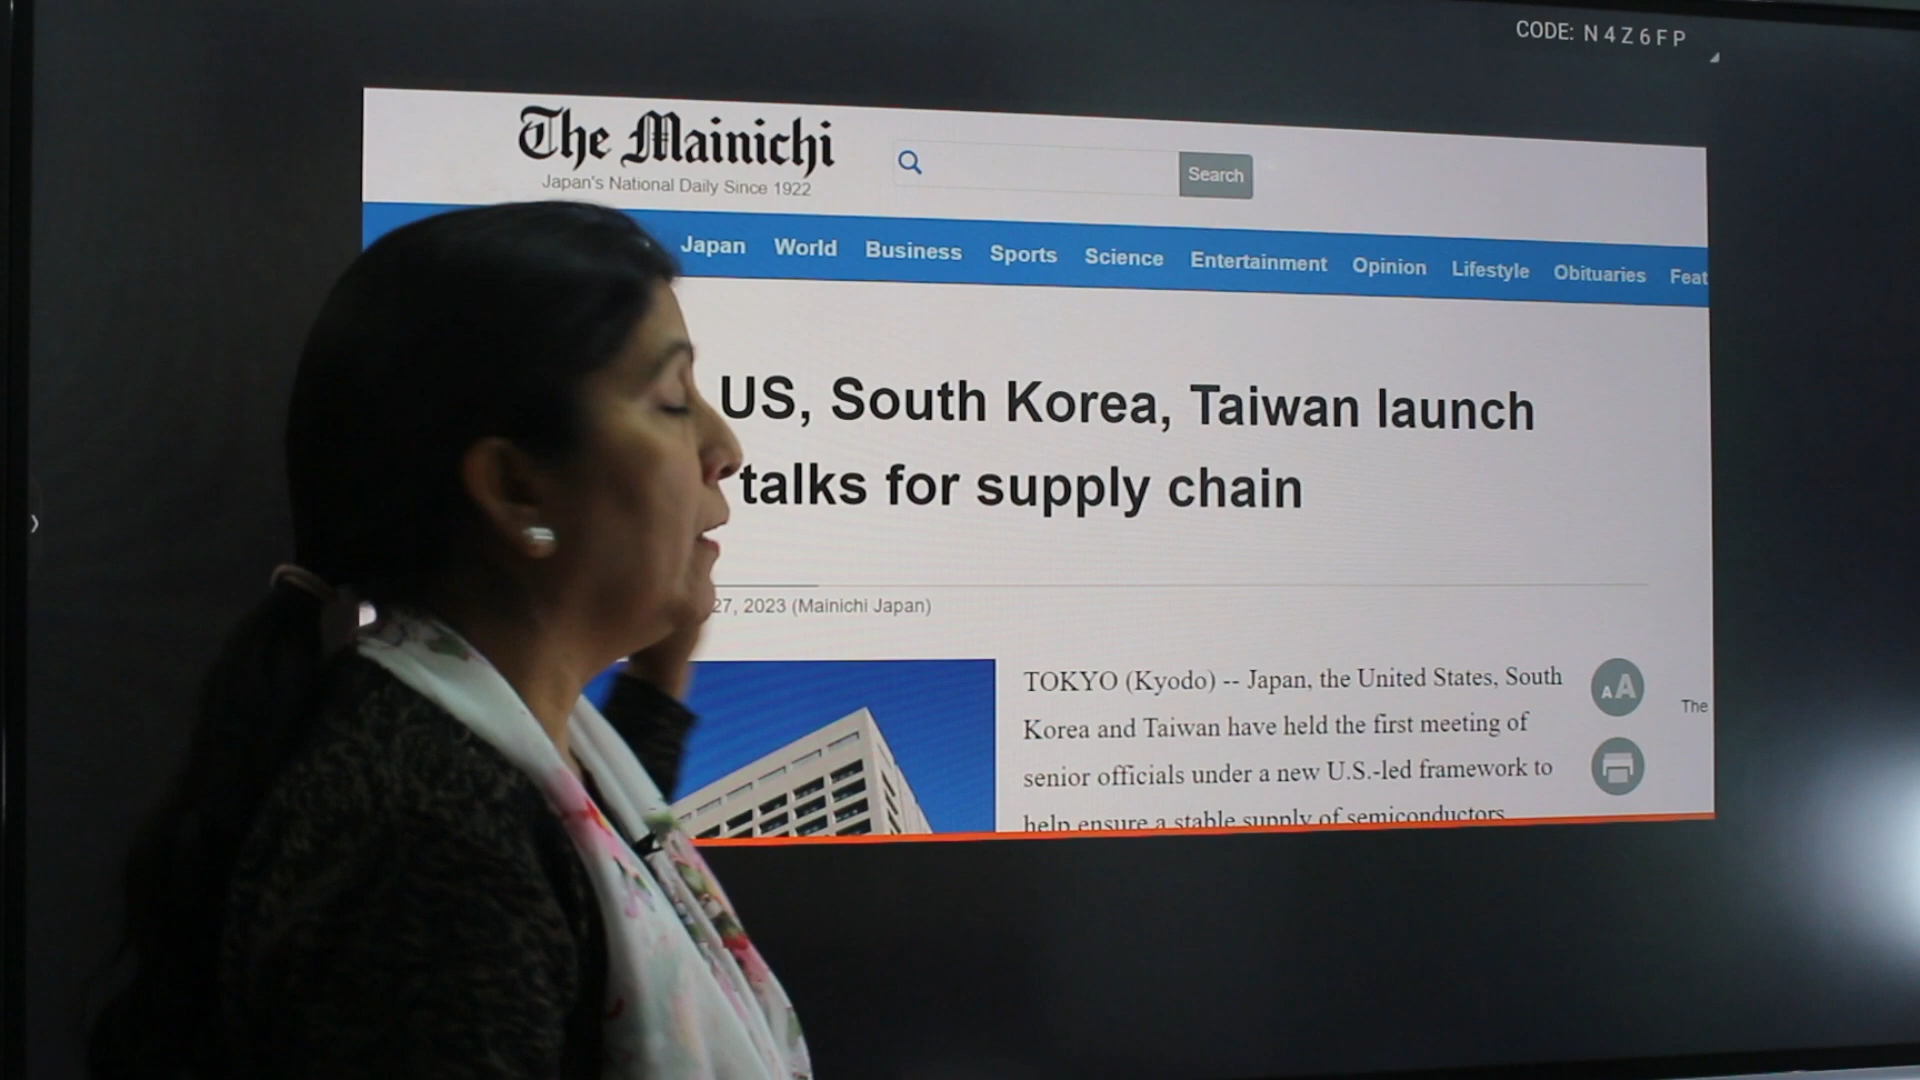 CODE: N4Z6FP
The Mainichi
Japan's National Daily Since 1922
Search
Japan World Business Sports Science Entertainment Opinion Lifestyle Obituaries Feat
US, South Korea, Taiwan launch
talks for supply chain
27, 2023 (Mainichi Japan)
TOKYO (Kyodo) -- Japan, the United States, South
Korea and Taiwan have held the first meeting of
senior officials under a new U.S.-led framework to
help ensure a stable supply of semiconductors
AA
The